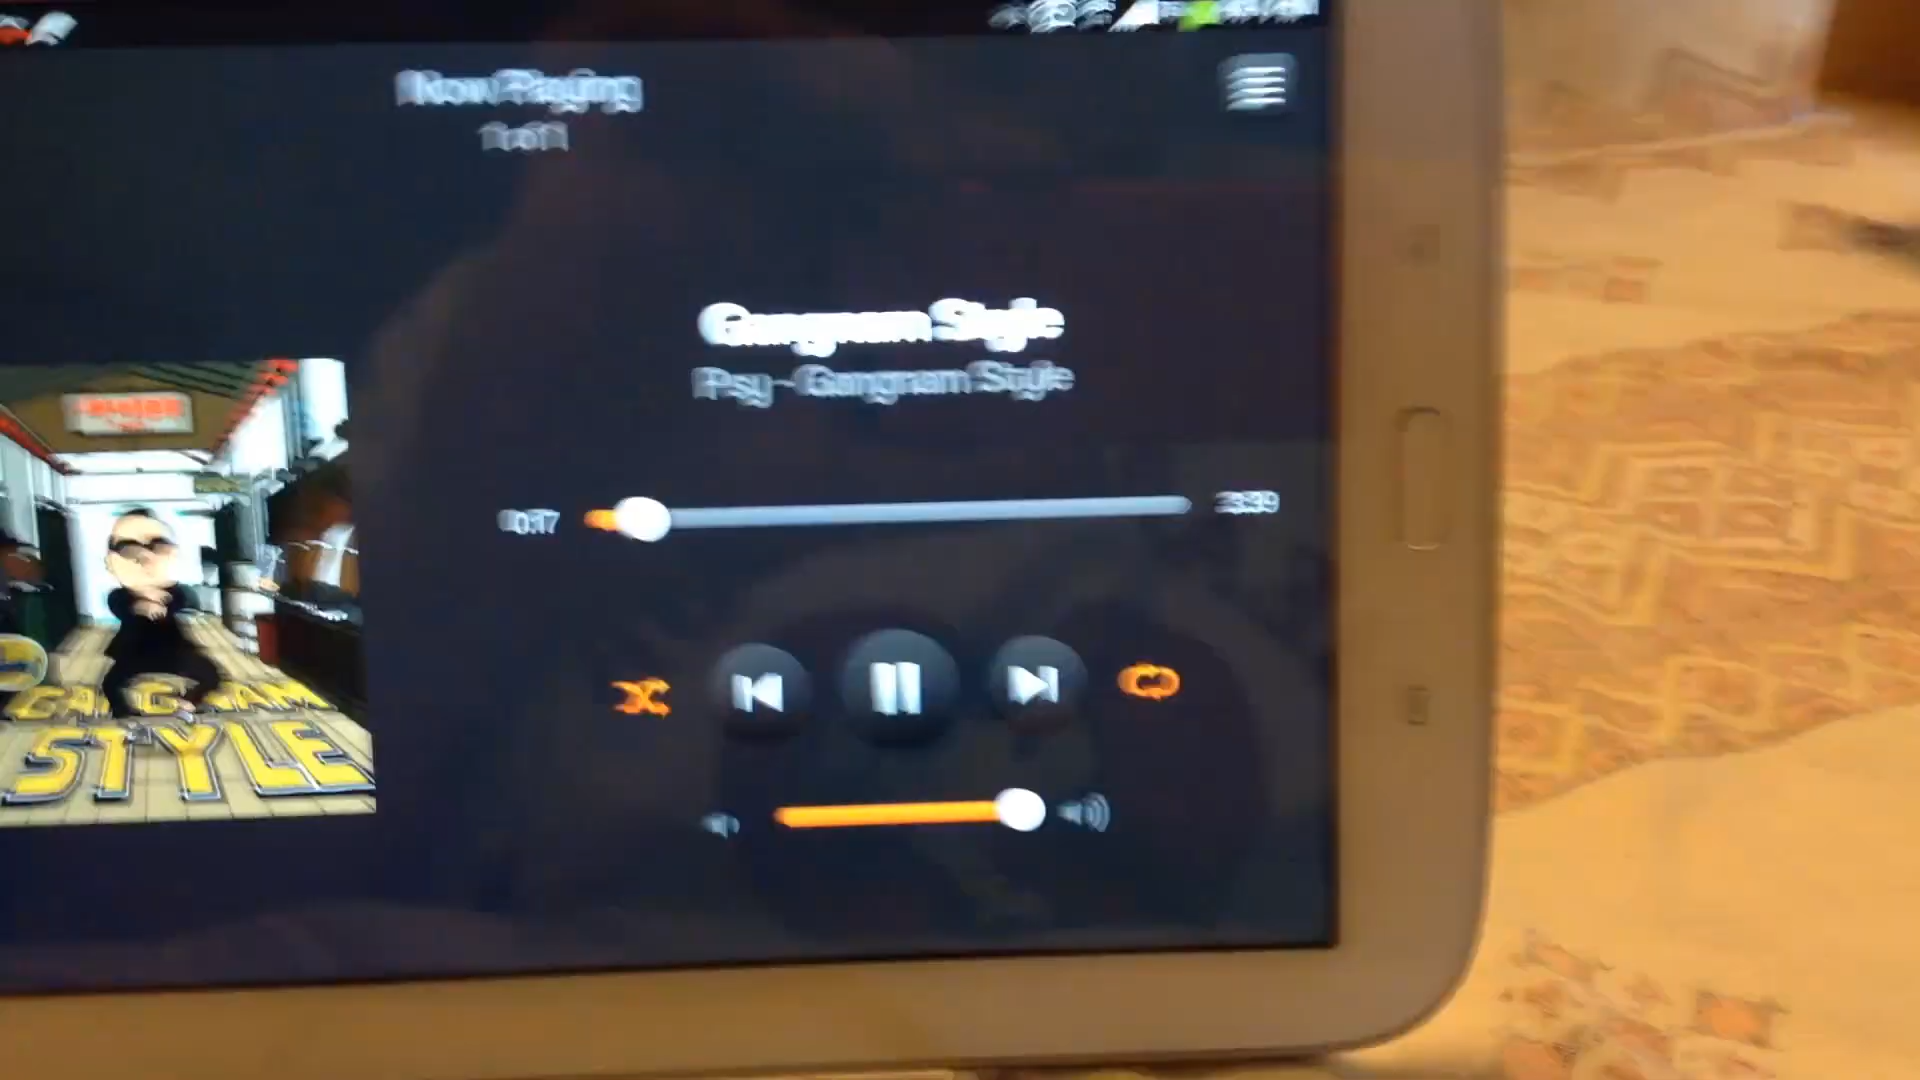 Now Playing
1 of 1
Gangnam Style
Psy - Gangnam Style
0:17
3:39
GANGNAM
STYLE